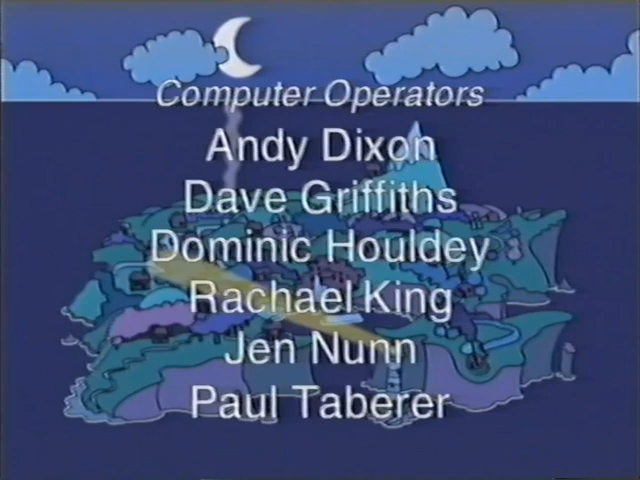 Computer Operators
Andy Dixon
Dave Griffiths
Dominic Houldey
Rachael King
Jen Nunn
Paul Taberer